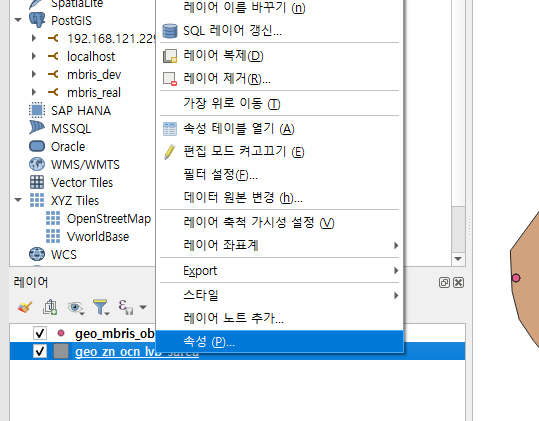 SpatiaLite
PostGIS
192.168.121.229
localhost
mbris_dev
mbris_real
SAP HANA
MSSQL
Oracle
WMS/WMTS
Vector Tiles
XYZ Tiles
OpenStreetMap
VworldBase
WCS
레이어 이름 바꾸기 (n)
SQL 레이어 갱신...
레이어 복제(D)
레이어 제거(R)...
가장 위로 이동 (T)
속성 테이블 열기 (A)
편집 모드 켜고끄기 (E)
필터 설정(F)...
데이터 원본 변경 (h)...
레이어 축척 가시성 설정 (V)
레이어 좌표계
Export
스타일
레이어 노트 추가...
속성 (P)...
레이어
geo_mbris_ob
geo_zn_ocn_lvb_sarea